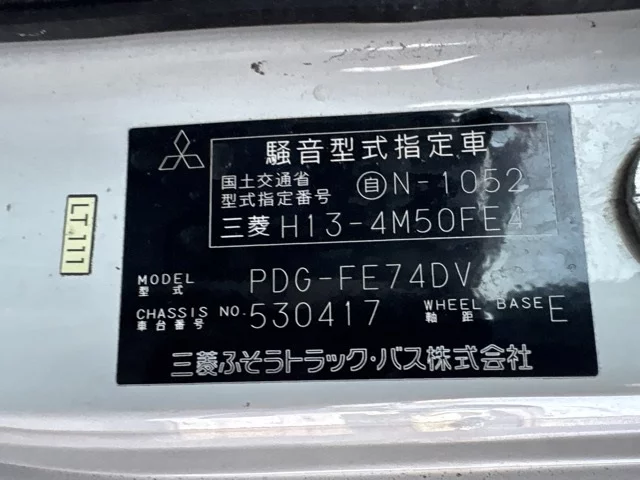 騒音型式指定車
国土交通省
型式指定番号 自N-1052
三菱 H13-4M50FE4
MODEL
型式 PDG-FE74DV
CHASSIS NO.
車台番号 530417 WHEEL BASE
軸距 E
三菱ふそうトラック・バス株式会社
LT111